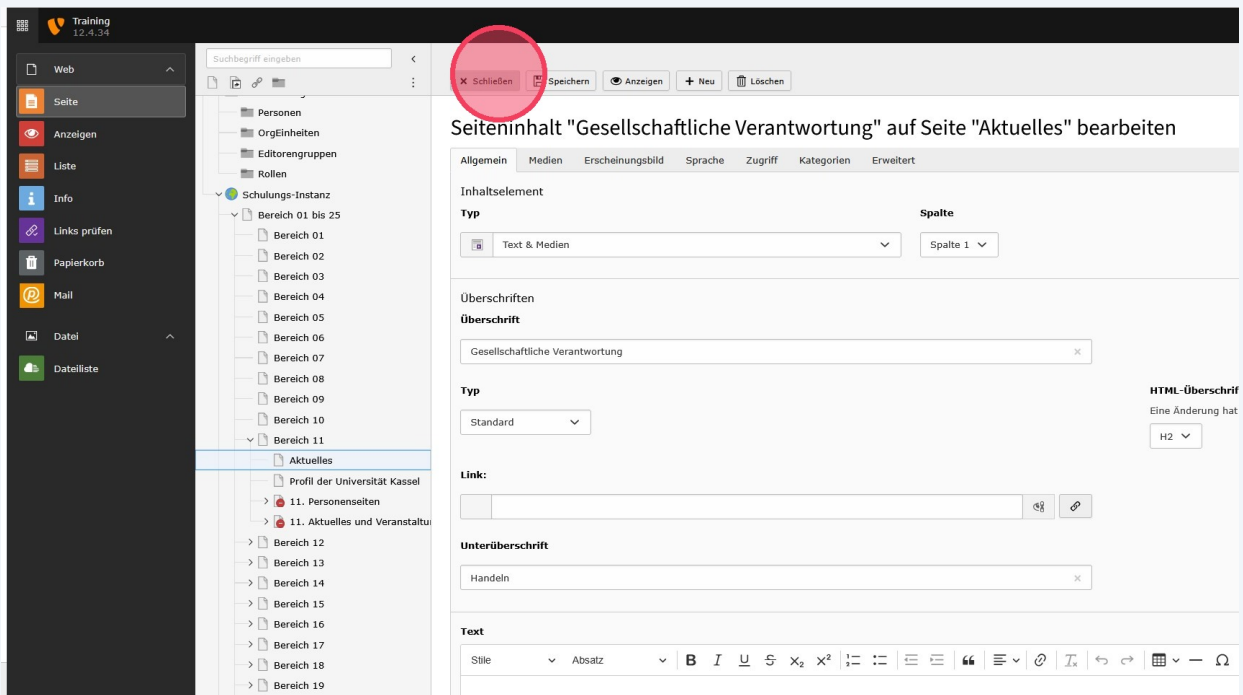 Training
12.4.34
Web
Seite
Anzeigen
Liste
Info
Links prüfen
Papierkorb
Mail
Datei
Dateiliste
Suchbegriff eingeben
Personen
OrgEinheiten
Editorengruppen
Rollen
Schulungs-Instanz
Bereich 01 bis 25
Bereich 01
Bereich 02
Bereich 03
Bereich 04
Bereich 05
Bereich 06
Bereich 07
Bereich 08
Bereich 09
Bereich 10
Bereich 11
Aktuelles
Profil der Universität Kassel
11. Personenseiten
11. Aktuelles und Veranstaltu
Bereich 12
Bereich 13
Bereich 14
Bereich 15
Bereich 16
Bereich 17
Bereich 18
Bereich 19
Schließen Speichern Anzeigen Neu Löschen
Seiteninhalt "Gesellschaftliche Verantwortung" auf Seite "Aktuelles" bearbeiten
Allgemein Medien Erscheinungsbild Sprache Zugriff Kategorien Erweitert
Inhaltselement
Typ Spalte
Text & Medien Spalte 1
Überschriften
Überschrift
Gesellschaftliche Verantwortung
Typ HTML-Überschrif
Eine Änderung hat
Standard H2
Link:
Unterüberschrift
Handeln
Text
Stile Absatz B I U S x₂ x² Ω